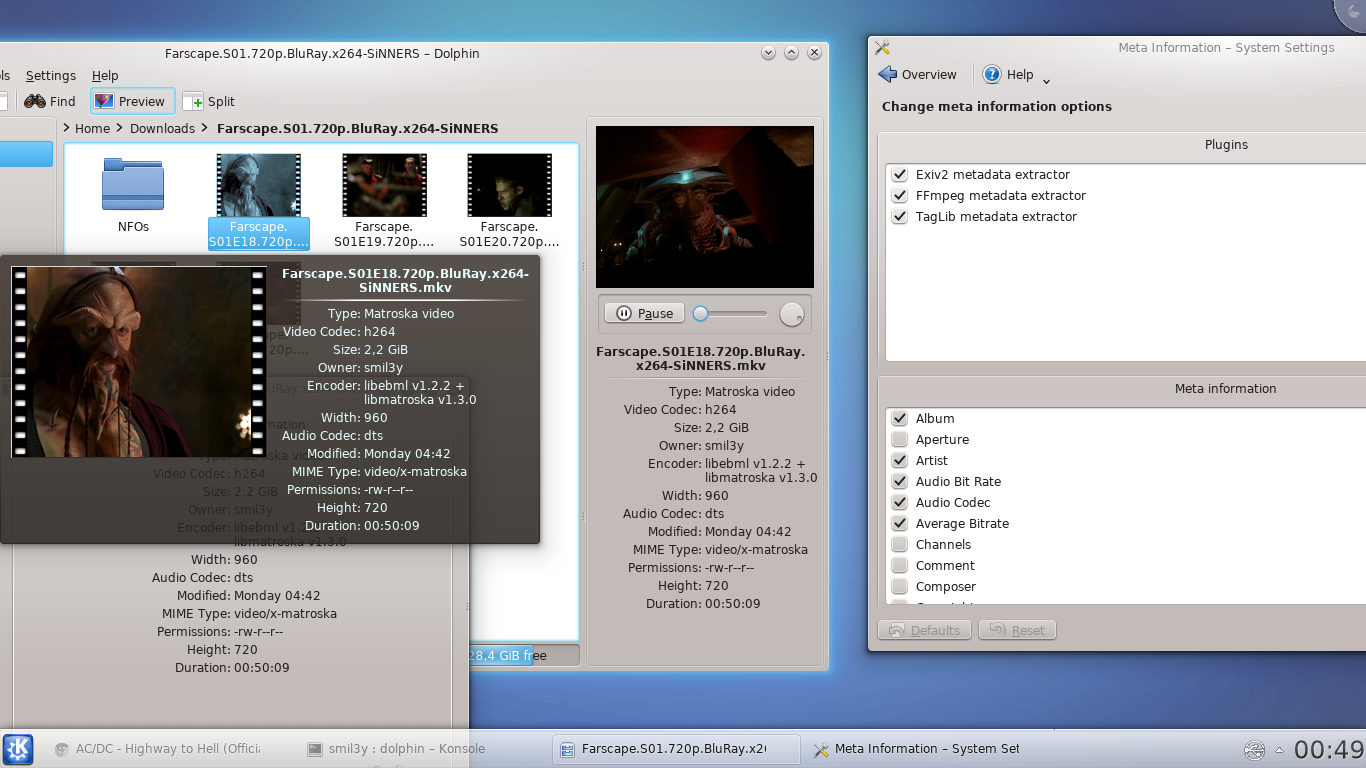 Farscape.S01.720p.BluRay.x264-SiNNERS – Dolphin
ls Settings Help
Find Preview Split
Home Downloads Farscape.S01.720p.BluRay.x264-SiNNERS
NFOs
Farscape.
S01E18.720p....
Farscape.
S01E19.720p....
Farscape.
S01E20.720p....
Farscape.S01E18.720p.BluRay.x264-
SiNNERS.mkv
Type: Matroska video
Video Codec: h264
Size: 2,2 GiB
Owner: smil3y
Encoder: libebml v1.2.2 +
libmatroska v1.3.0
Width: 960
Audio Codec: dts
Modified: Monday 04:42
MIME Type: video/x-matroska
Permissions: -rw-r--r--
Height: 720
Duration: 00:50:09
Video Codec: h264
Size: 2,2 GiB
Owner: smil3y
Encoder: libebml v1.2.2
libmatroska v1.3.0
Width: 960
Audio Codec: dts
Modified: Monday 04:42
MIME Type: video/x-matroska
Permissions: -rw-r--r--
Height: 720
Duration: 00:50:09
28,4 GiB free
Pause
Farscape.S01E18.720p.BluRay.
x264-SiNNERS.mkv
Type: Matroska video
Video Codec: h264
Size: 2,2 GiB
Owner: smil3y
Encoder: libebml v1.2.2 +
libmatroska v1.3.0
Width: 960
Audio Codec: dts
Modified: Monday 04:42
MIME Type: video/x-matroska
Permissions: -rw-r--r--
Height: 720
Duration: 00:50:09
Meta Information – System Settings
Overview Help
Change meta information options
Plugins
Exiv2 metadata extractor
FFmpeg metadata extractor
TagLib metadata extractor
Meta information
Album
Aperture
Artist
Audio Bit Rate
Audio Codec
Average Bitrate
Channels
Comment
Composer
Defaults Reset
AC/DC - Highway to Hell (Offici
smil3y : dolphin – Konsole
Farscape.S01.720p.BluRay.x26
Meta Information – System Set
00:49